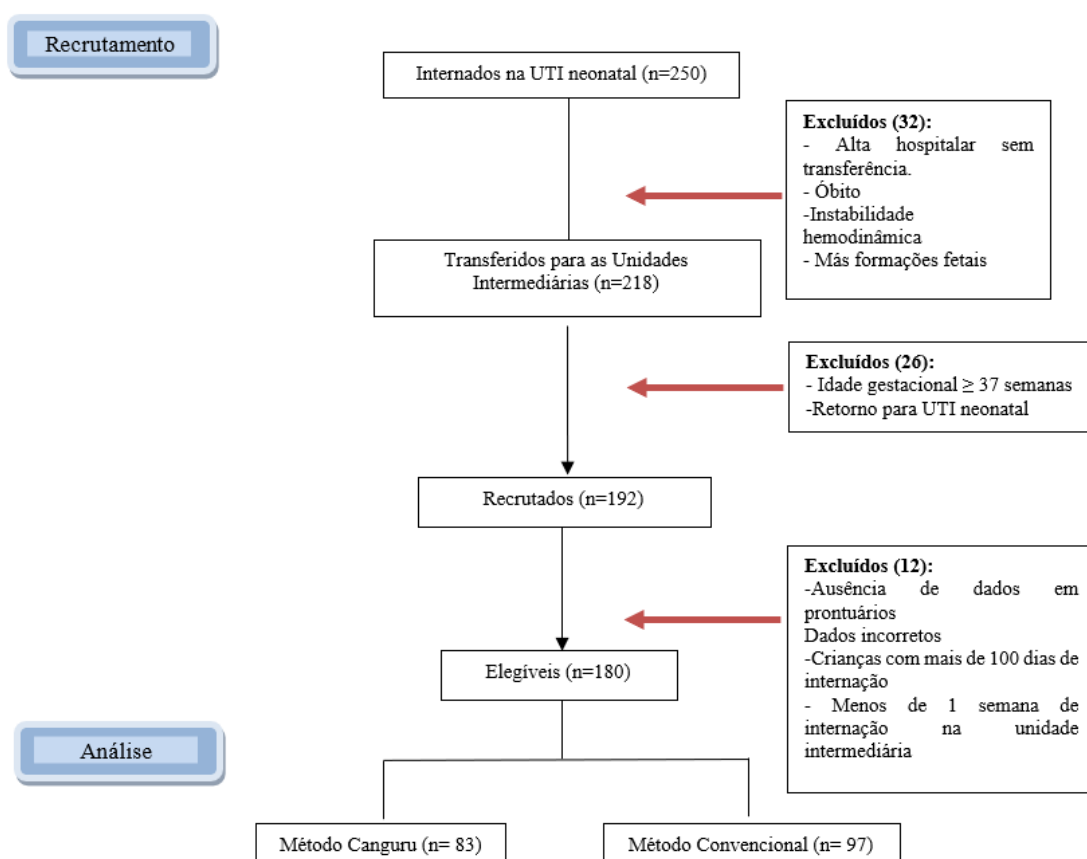 Recrutamento
Internados na UTI neonatal (n=250)
Excluídos (32):
- Alta hospitalar sem
transferência.
- Óbito
-Instabilidade
hemodinâmica
- Más formações fetais
Transferidos para as Unidades
Intermediárias (n=218)
Excluídos (26):
- Idade gestacional ≥ 37 semanas
-Retorno para UTI neonatal
Recrutados (n=192)
Excluídos (12):
-Ausência de dados em
prontuários
Dados incorretos
-Crianças com mais de 100 dias de
internação
- Menos de 1 semana de
internação na unidade
intermediária
Elegíveis (n=180)
Análise
Método Canguru (n= 83)
Método Convencional (n= 97)